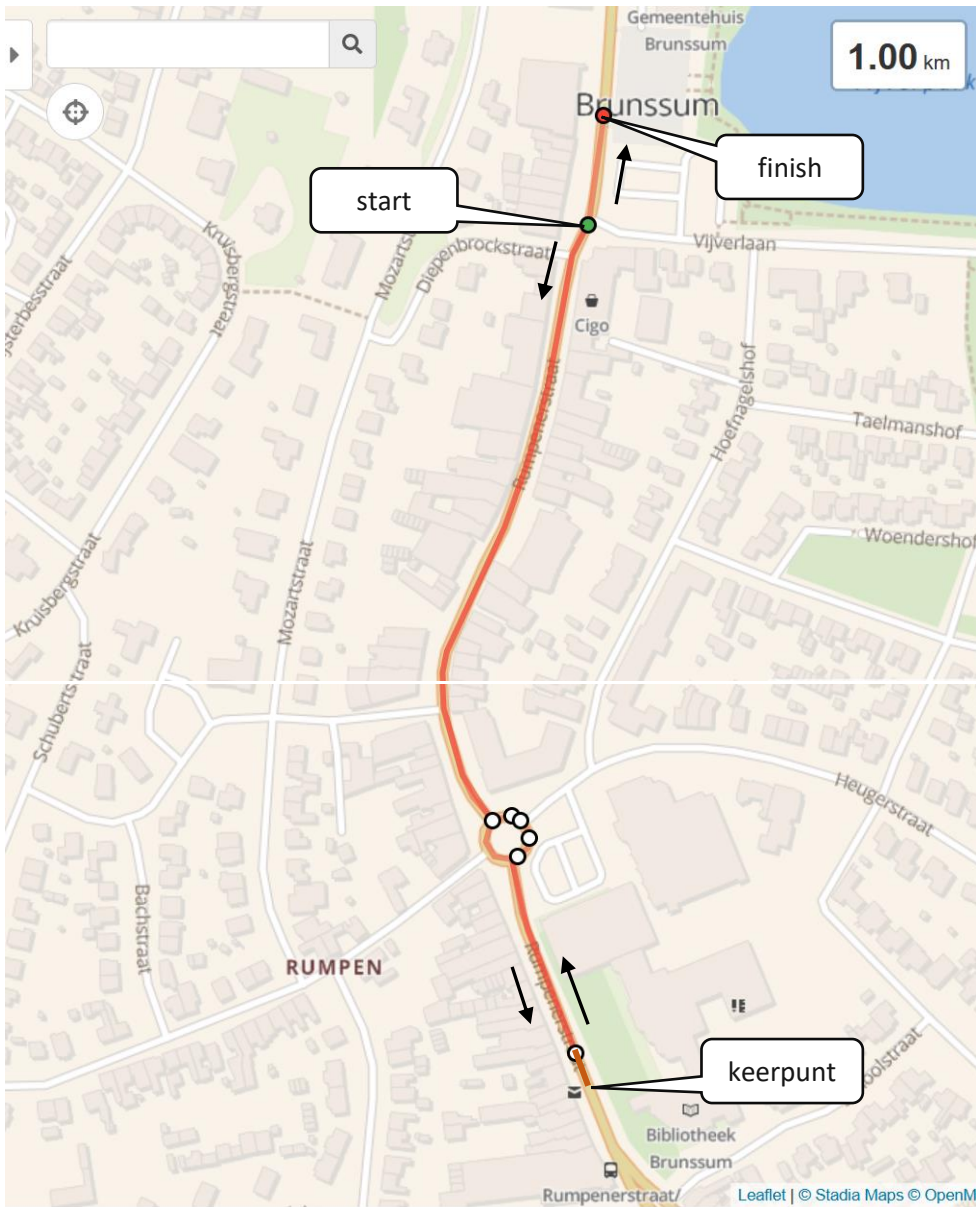 Gemeentehuis
Brunssum
1.00 km
Brunssum
finish
start
Kruisbergstraat
Diepenbrockstraat
Vijverlaan
Cigo
Rumpenerstraat
Hoefnagelshof
Taelmanshof
Woendershof
Mozartstraat
Kruisbergstraat
Schubertstraat
Heugerstraat
Bachstraat
RUMPEN
Rumpenerstraat
keerpunt
Bibliotheek
Brunssum
Rumpenerstraat/
Leaflet | © Stadia Maps © OpenM